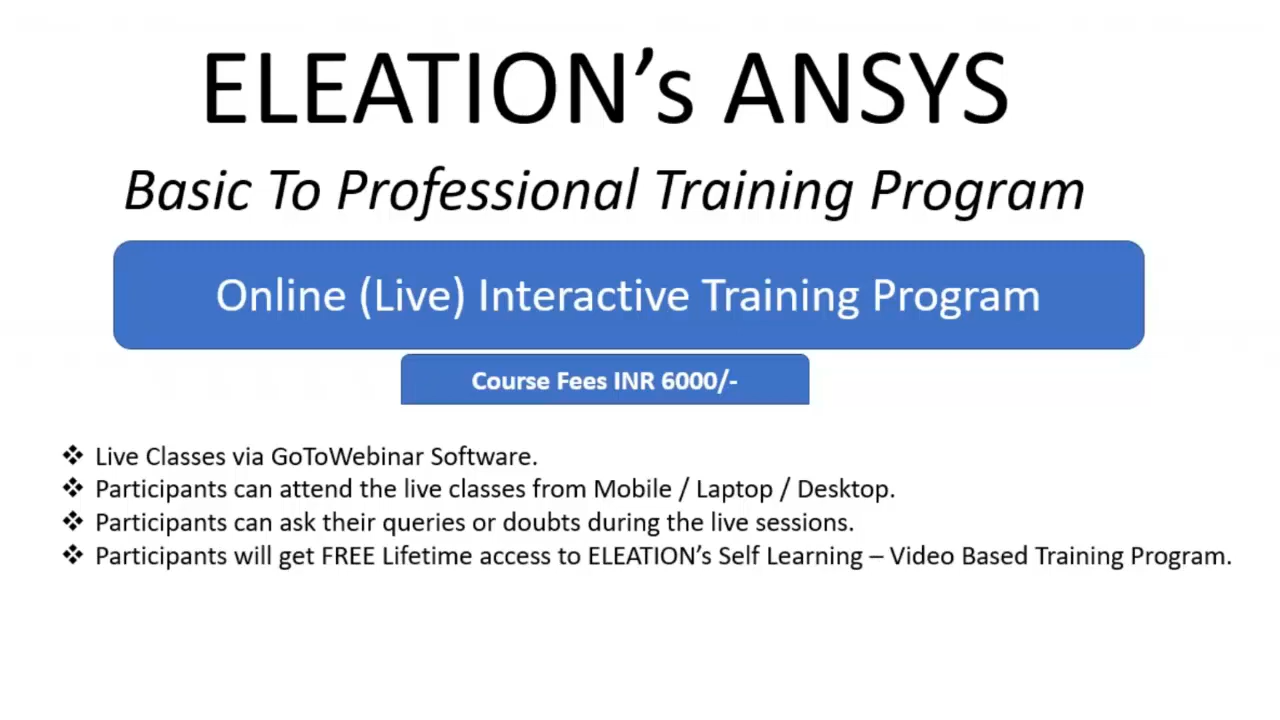 ELEATION’s ANSYS
Basic To Professional Training Program
Online (Live) Interactive Training Program
Course Fees INR 6000/-
❖ Live Classes via GoToWebinar Software.
❖ Participants can attend the live classes from Mobile / Laptop / Desktop.
❖ Participants can ask their queries or doubts during the live sessions.
❖ Participants will get FREE Lifetime access to ELEATION’s Self Learning – Video Based Training Program.